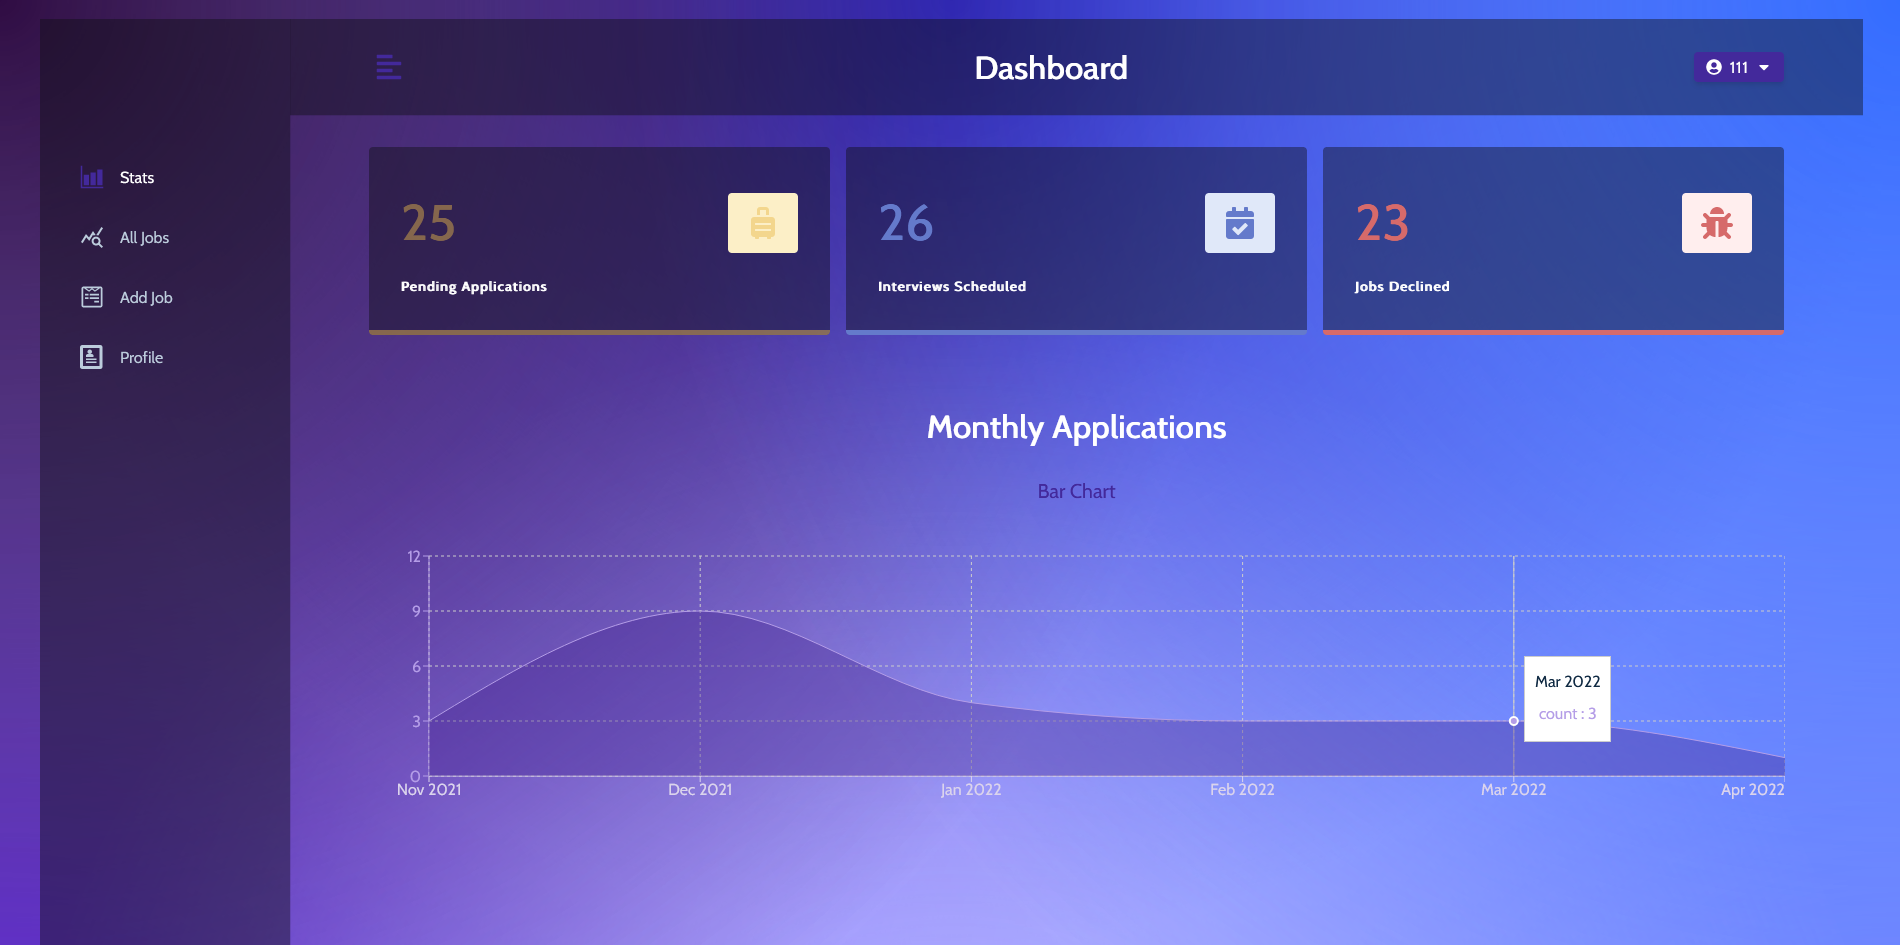 Dashboard
111
Stats
All Jobs
Add Job
Profile
25
Pending Applications
26
Interviews Scheduled
23
Jobs Declined
Monthly Applications
Bar Chart
12
9
6
3
0
Mar 2022
count : 3
Nov 2021
Dec 2021
Jan 2022
Feb 2022
Mar 2022
Apr 2022